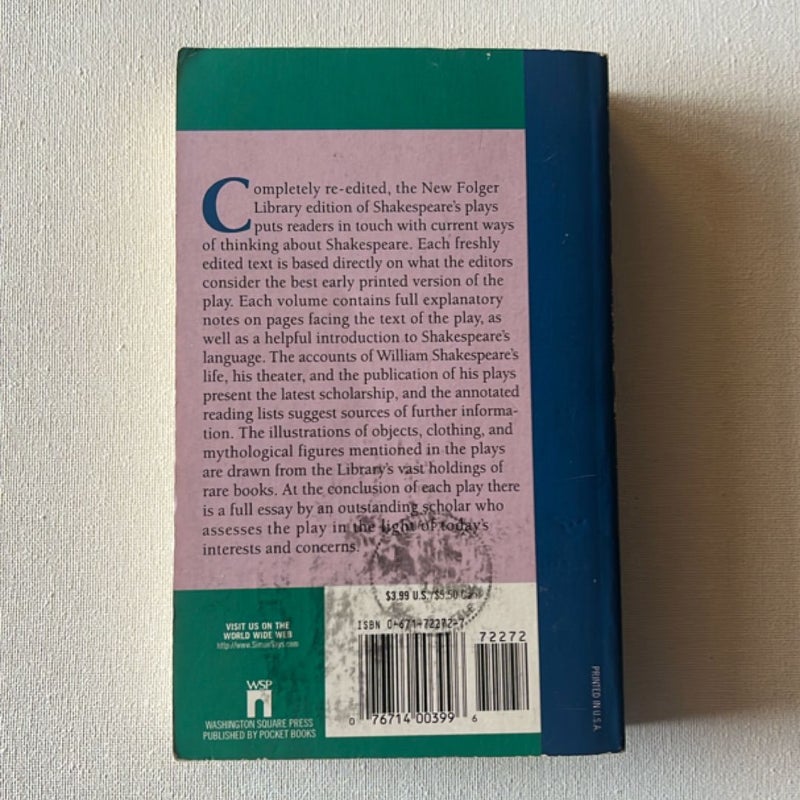 Completely re-edited, the New Folger
Library edition of Shakespeare's plays
puts readers in touch with current ways
of thinking about Shakespeare. Each freshly
edited text is based directly on what the editors
consider the best early printed version of the
play. Each volume contains full explanatory
notes on pages facing the text of the play, as
well as a helpful introduction to Shakespeare's
language. The accounts of William Shakespeare's
life, his theater, and the publication of his plays
present the latest scholarship, and the annotated
reading lists suggest sources of further informa-
tion. The illustrations of objects, clothing, and
mythological figures mentioned in the plays
are drawn from the Library's vast holdings of
rare books. At the conclusion of each play there
is a full essay by an outstanding scholar who
assesses the play in the light of today's
interests and concerns.
$3.99 U.S./$5.50
VISIT US ON THE
WORLD WIDE WEB
http://www.SimonSays.com
ISBN 0-671-72272-7
72272
WSP
WASHINGTON SQUARE PRESS
PUBLISHED BY POCKET BOOKS
0 76714 00399 6
PRINTED IN U.S.A.